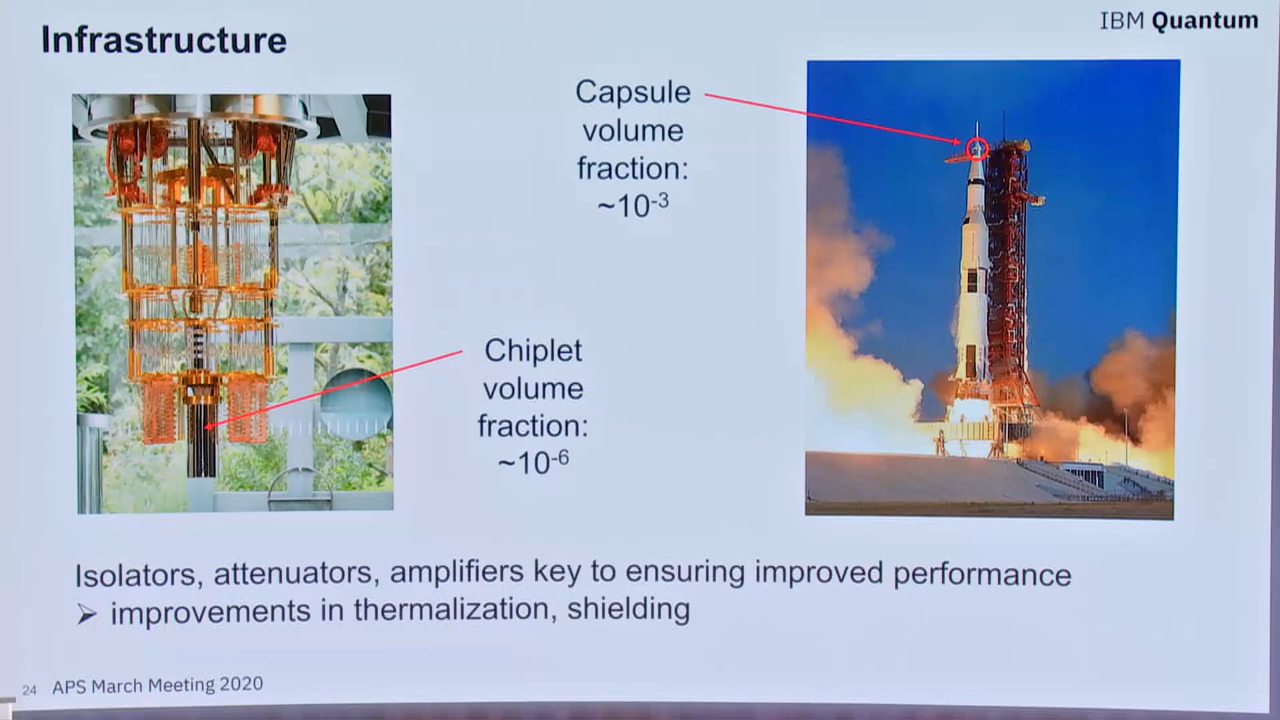 Infrastructure
IBM Quantum
Capsule
volume
fraction:
~10⁻³
Chiplet
volume
fraction:
~10⁻⁶
Isolators, attenuators, amplifiers key to ensuring improved performance
➢ improvements in thermalization, shielding
24 APS March Meeting 2020